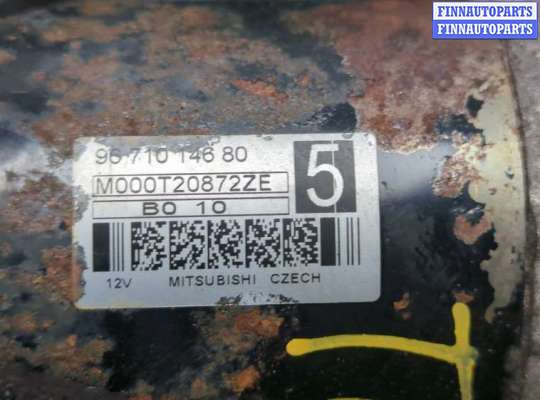 FINNAUTOPARTS
FINNAUTOPARTS
96 710 146 80
5
M000T20872ZE
B0 10
12V MITSUBISHI CZECH